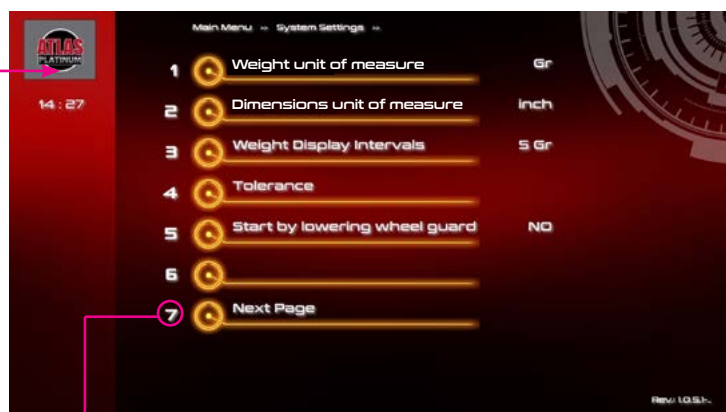 Main Menu » System Settings »
ATLAS
PLATINUM
14 : 27
1 Weight unit of measure Gr
2 Dimensions unit of measure inch
3 Weight Display Intervals 5 Gr
4 Tolerance
5 Start by lowering wheel guard NO
6
7 Next Page